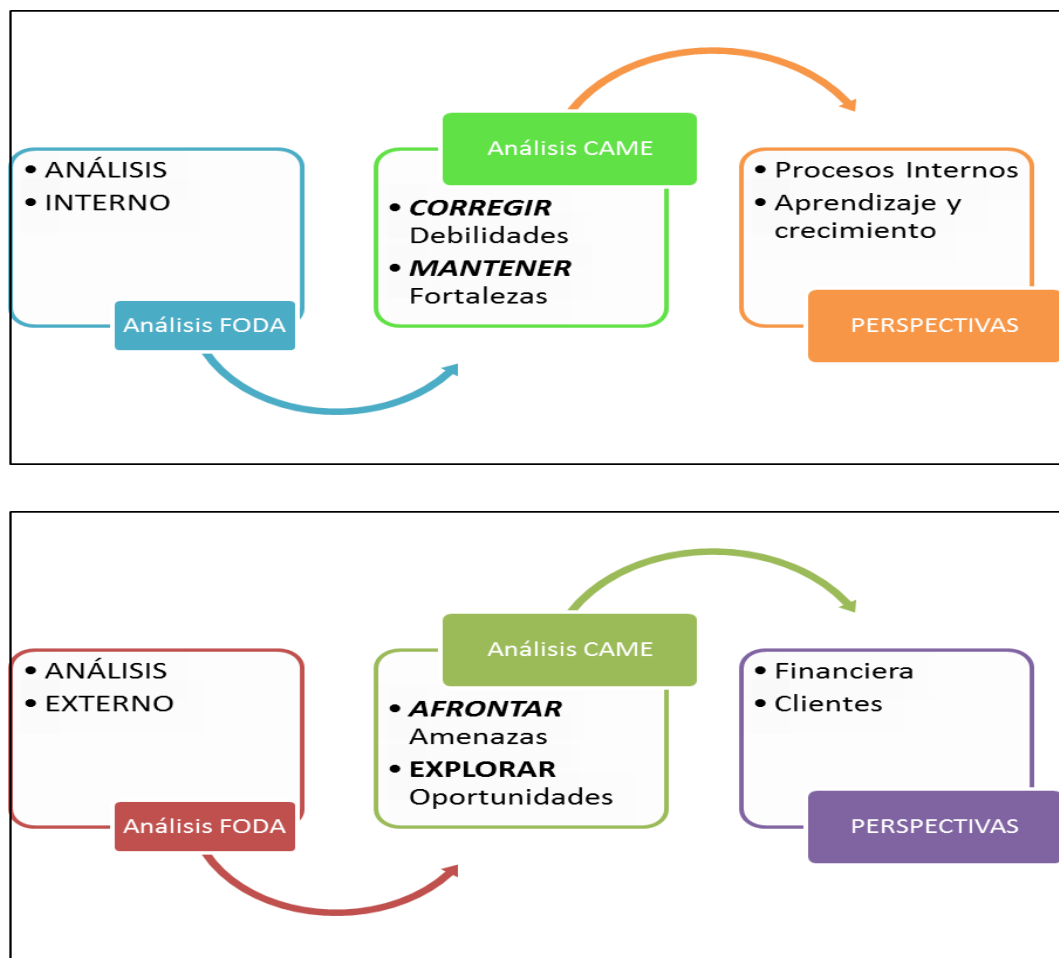 • ANÁLISIS
• INTERNO
Análisis FODA
Análisis CAME
• CORREGIR
Debilidades
• MANTENER
Fortalezas
• Procesos Internos
• Aprendizaje y
crecimiento
PERSPECTIVAS
• ANÁLISIS
• EXTERNO
Análisis FODA
Análisis CAME
• AFRONTAR
Amenazas
• EXPLORAR
Oportunidades
• Financiera
• Clientes
PERSPECTIVAS